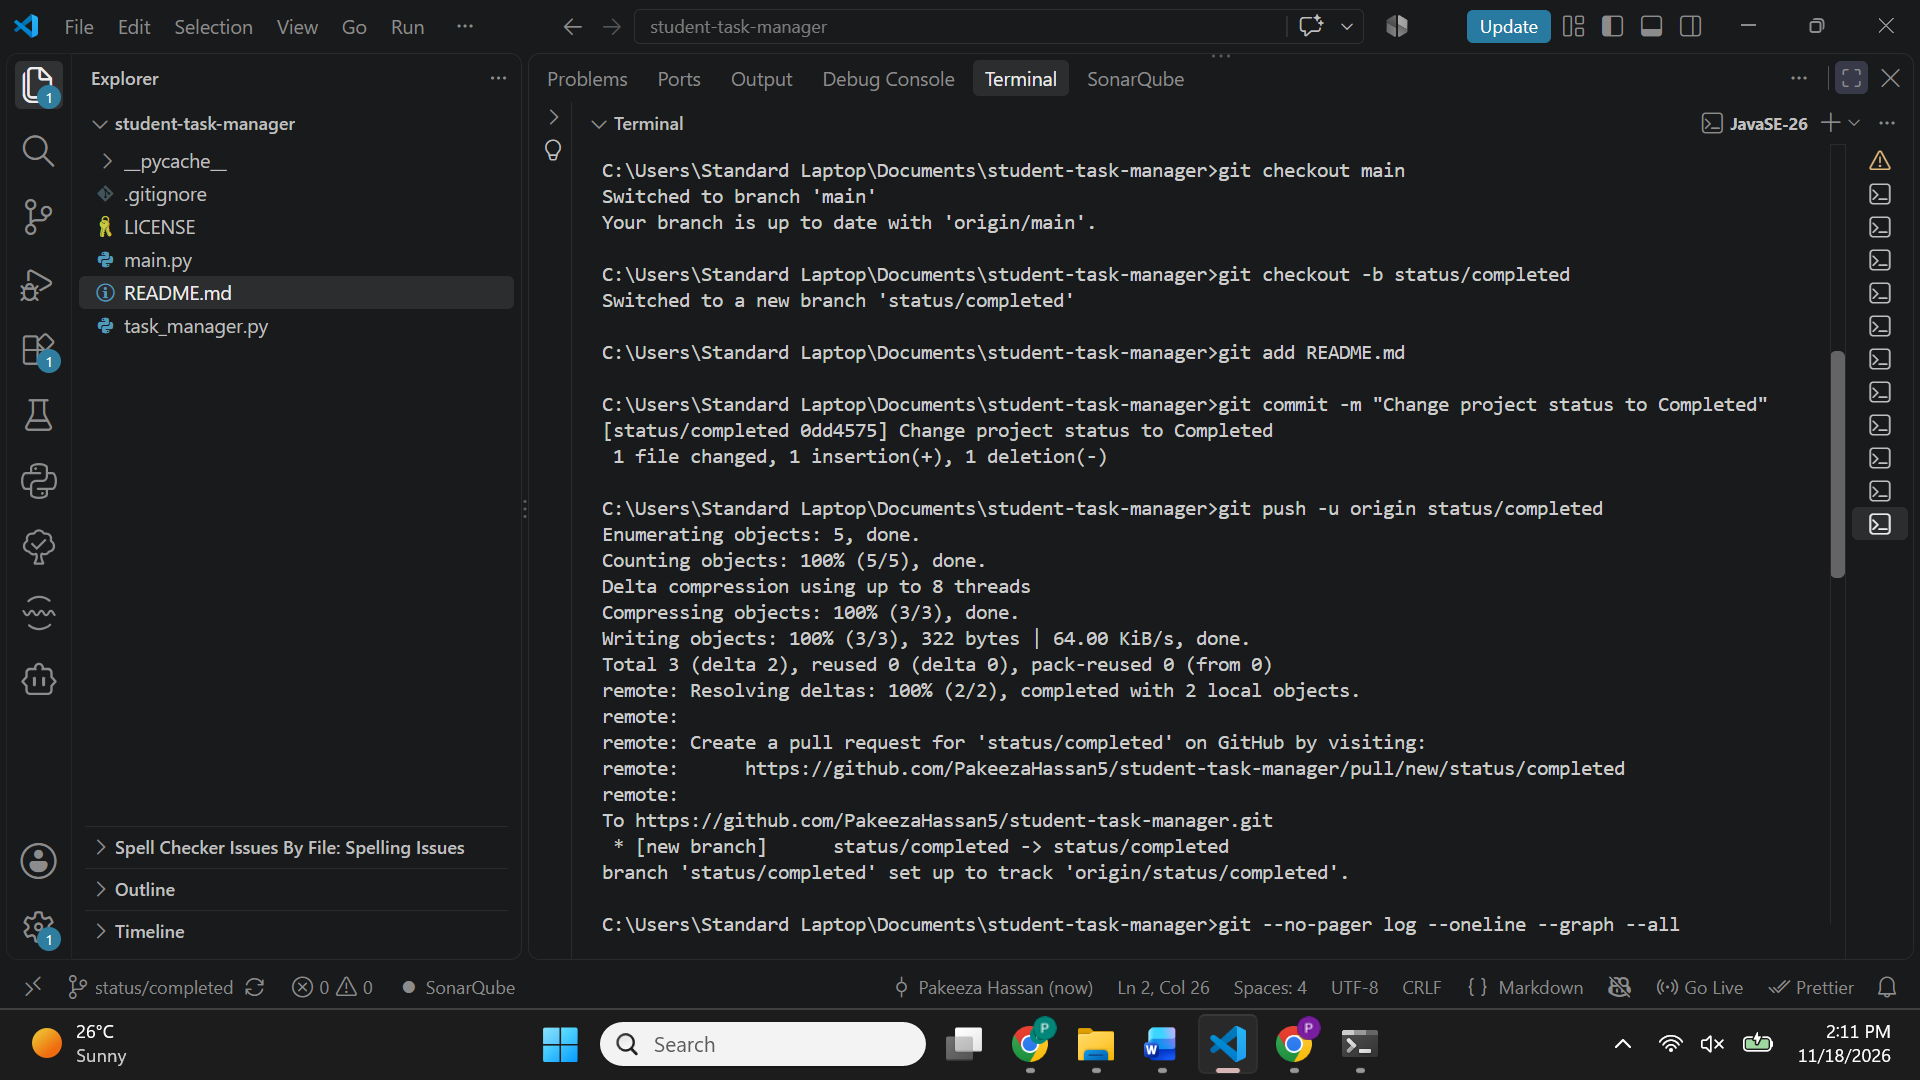 File Edit Selection View Go Run ···
student-task-manager
Update
Explorer
1
student-task-manager
__pycache__
.gitignore
LICENSE
main.py
README.md
task_manager.py
1
Spell Checker Issues By File: Spelling Issues
Outline
Timeline
1
Problems Ports Output Debug Console Terminal SonarQube
Terminal
JavaSE-26
C:\Users\Standard Laptop\Documents\student-task-manager>git checkout main
Switched to branch 'main'
Your branch is up to date with 'origin/main'.
C:\Users\Standard Laptop\Documents\student-task-manager>git checkout -b status/completed
Switched to a new branch 'status/completed'
C:\Users\Standard Laptop\Documents\student-task-manager>git add README.md
C:\Users\Standard Laptop\Documents\student-task-manager>git commit -m "Change project status to Completed"
[status/completed 0dd4575] Change project status to Completed
1 file changed, 1 insertion(+), 1 deletion(-)
C:\Users\Standard Laptop\Documents\student-task-manager>git push -u origin status/completed
Enumerating objects: 5, done.
Counting objects: 100% (5/5), done.
Delta compression using up to 8 threads
Compressing objects: 100% (3/3), done.
Writing objects: 100% (3/3), 322 bytes | 64.00 KiB/s, done.
Total 3 (delta 2), reused 0 (delta 0), pack-reused 0 (from 0)
remote: Resolving deltas: 100% (2/2), completed with 2 local objects.
remote:
remote: Create a pull request for 'status/completed' on GitHub by visiting:
remote:      https://github.com/PakeezaHassan5/student-task-manager/pull/new/status/completed
remote:
To https://github.com/PakeezaHassan5/student-task-manager.git
* [new branch]      status/completed -> status/completed
branch 'status/completed' set up to track 'origin/status/completed'.
C:\Users\Standard Laptop\Documents\student-task-manager>git --no-pager log --oneline --graph --all
status/completed 0 0 SonarQube Pakeeza Hassan (now) Ln 2, Col 26 Spaces: 4 UTF-8 CRLF { } Markdown Go Live Prettier
26°C
Sunny
Search
P
W
P
2:11 PM
11/18/2026